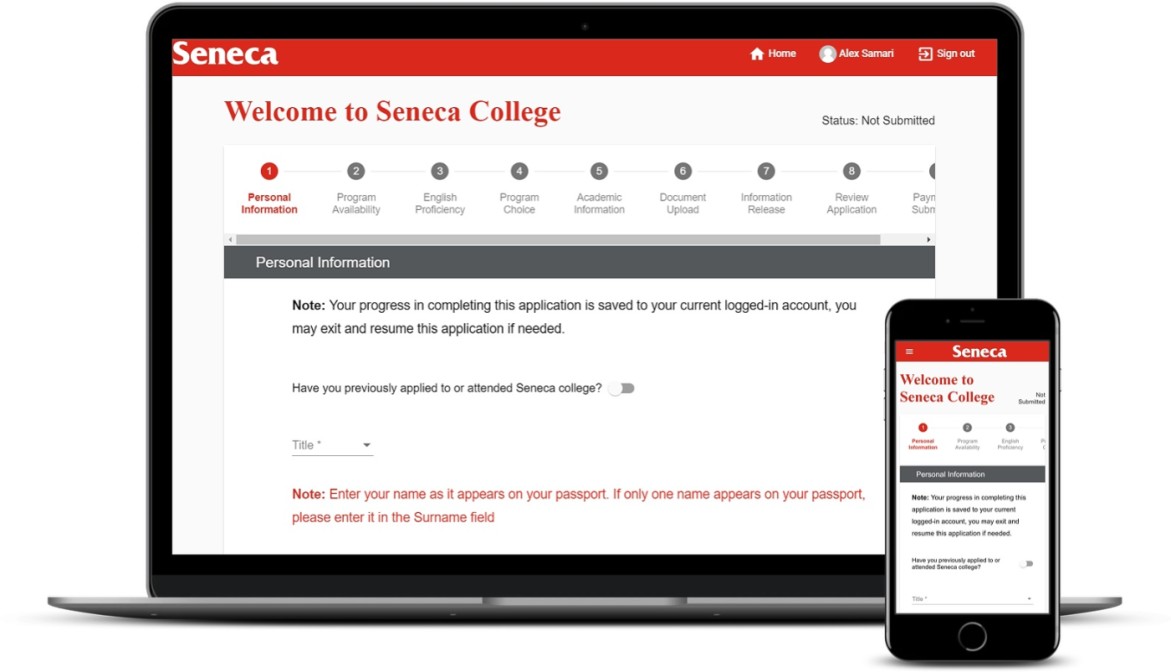 Seneca
Home
Alex Samari
Sign out
Welcome to Seneca College
Status: Not Submitted
1 2 3 4 5 6 7 8
Personal Information
Program Availability
English Proficiency
Program Choice
Academic Information
Document Upload
Information Release
Review Application
Personal Information
Note: Your progress in completing this application is saved to your current logged-in account, you
may exit and resume this application if needed.
Have you previously applied to or attended Seneca college?
Title *
Note: Enter your name as it appears on your passport. If only one name appears on your passport,
please enter it in the Surname field
Seneca
Welcome to
Seneca College
Not
Submitted
1 2 3
Personal Information
Program Availability
English Proficiency
Personal Information
Note: Your progress in completing this
application is saved to your current
logged-in account, you may exit and
resume this application if needed.
Have you previously applied to or
attended Seneca college?
Title *